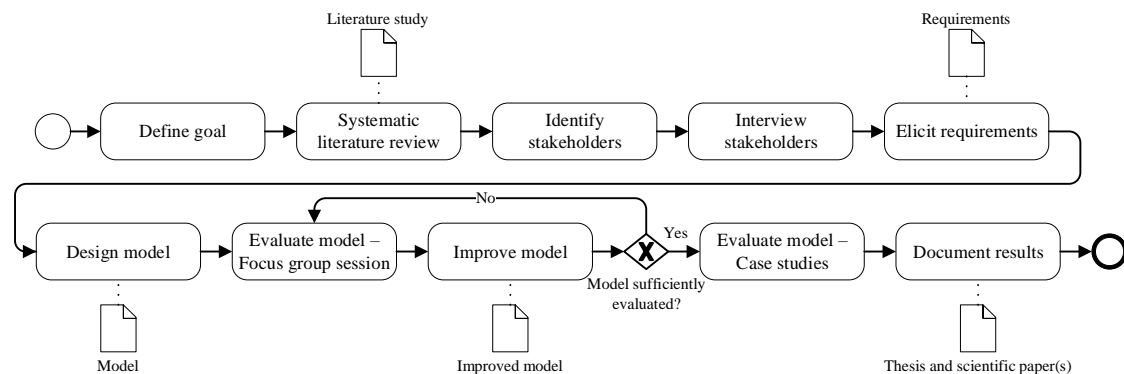 Literature study
Requirements
Define goal
Systematic
literature review
Identify
stakeholders
Interview
stakeholders
Elicit requirements
No
Design model
Evaluate model –
Focus group session
Improve model
X
Yes
Model sufficiently
evaluated?
Evaluate model –
Case studies
Document results
Model
Improved model
Thesis and scientific paper(s)